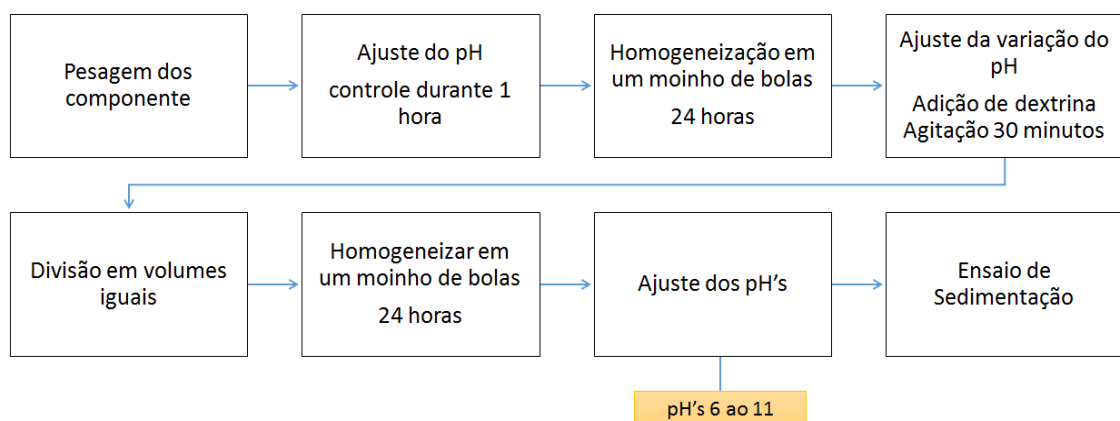 Pesagem dos
componente
Ajuste do pH
controle durante 1
hora
Homogeneização em
um moinho de bolas
24 horas
Ajuste da variação do
pH
Adição de dextrina
Agitação 30 minutos
Divisão em volumes
iguais
Homogeneizar em
um moinho de bolas
24 horas
Ajuste dos pH's
Ensaio de
Sedimentação
pH's 6 ao 11